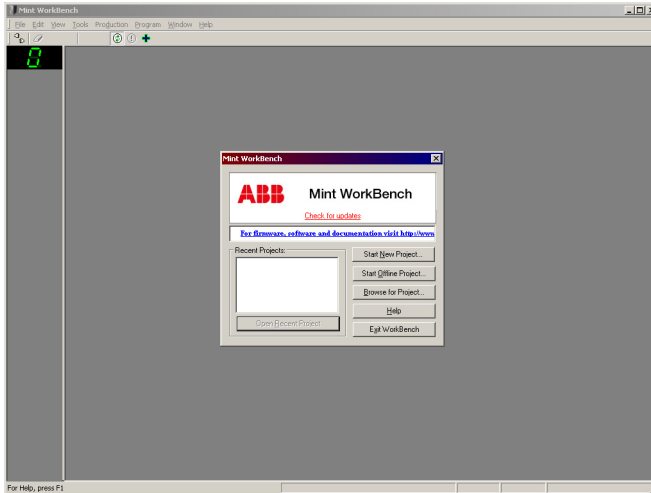 Mint WorkBench
File Edit View Tools Production Program Window Help
8
Mint WorkBench
ABB Mint WorkBench
Check for updates
For firmware, software and documentation visit http://www
Recent Projects:
Open Recent Project
Start New Project...
Start Offline Project...
Browse for Project...
Help
Exit WorkBench
For Help, press F1